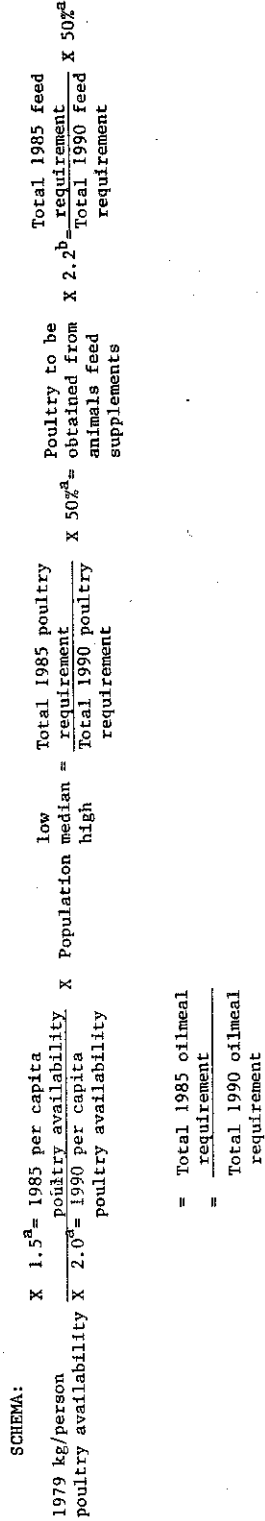 SCHEMA:
1979 kg/person
poultry availability
X 1.5ª= 1985 per capita
poultry availability
X 2.0ª= 1990 per capita
poultry availability
X Population
low
median =
high
Total 1985 poultry
requirement
Total 1990 poultry
requirement
X 50%ª=
Poultry to be
obtained from
animals feed
supplements
X 2.2ᵇ=
Total 1985 feed
requirement
Total 1990 feed
requirement
X 50%ª
= Total 1985 oilmeal
requirement
=
Total 1990 oilmeal
requirement